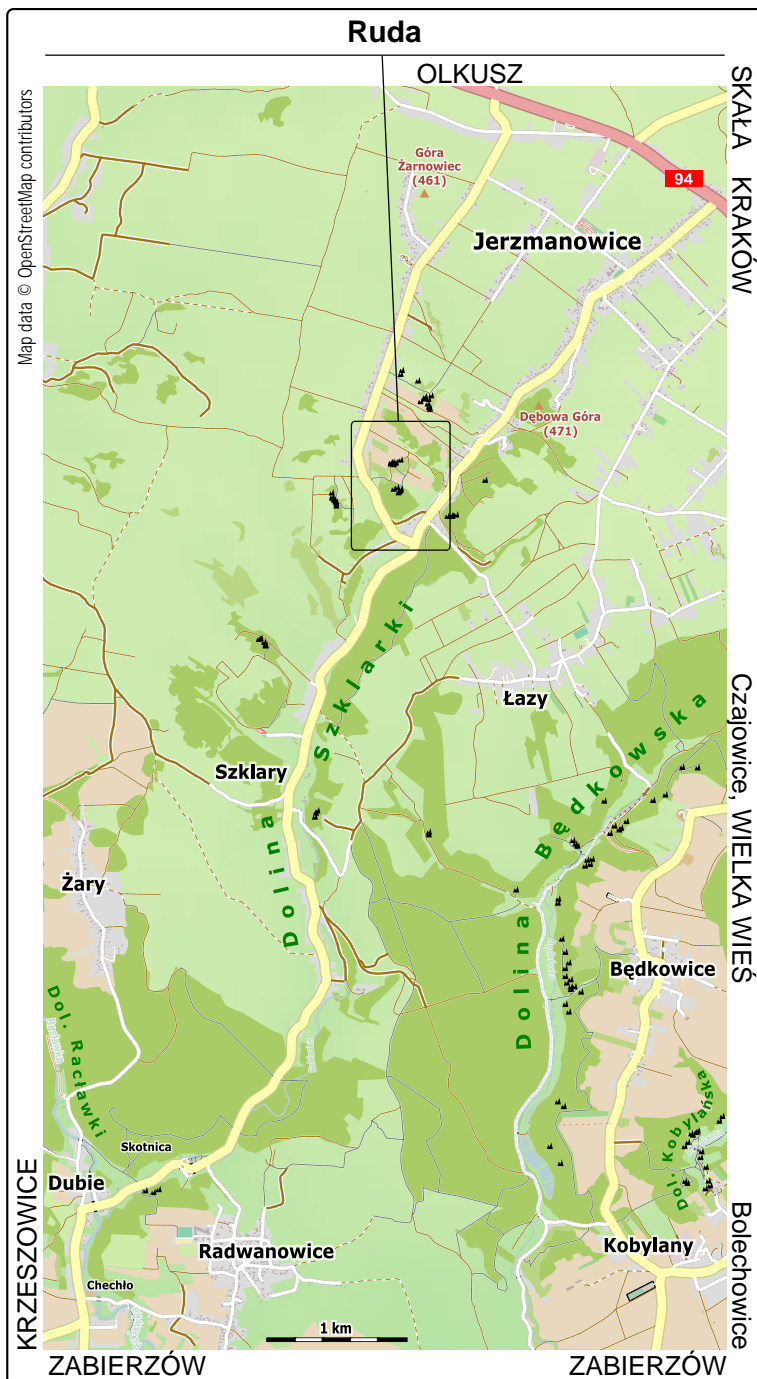 Ruda
OLKUSZ
SKAŁA KRAKÓW
Map data © OpenStreetMap contributors
Góra
Żarnowiec
(461)
94
Jerzmanowice
Dębowa Góra
(471)
Dolina Szklarki
Łazy
Czajowice, WIELKA WIEŚ
Szklary
Dolina Będkowska
Żary
Będkowice
Dol. Racławki
Racławka
Dol. Kobylańska
Skotnica
KRZESZOWICE
Dubie
Bolechowice
Radwanowice
Kobylany
Chechło
1 km
ZABIERZÓW
ZABIERZÓW